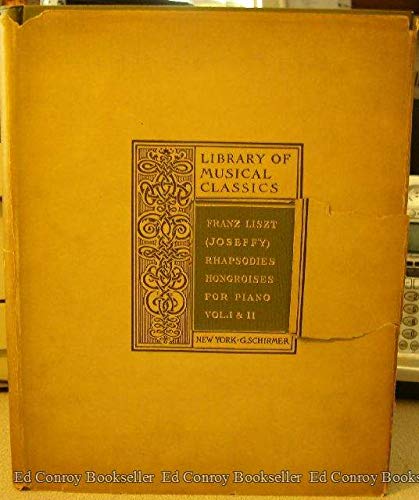 LIBRARY OF
MUSICAL
CLASSICS
FRANZ LISZT
(JOSEFFY)
RHAPSODIES
HONGROISES
FOR PIANO
VOL. I & II
NEW YORK·G. SCHIRMER
Ed Conroy Bookseller Ed Conroy Bookseller Ed Conroy Bookseller